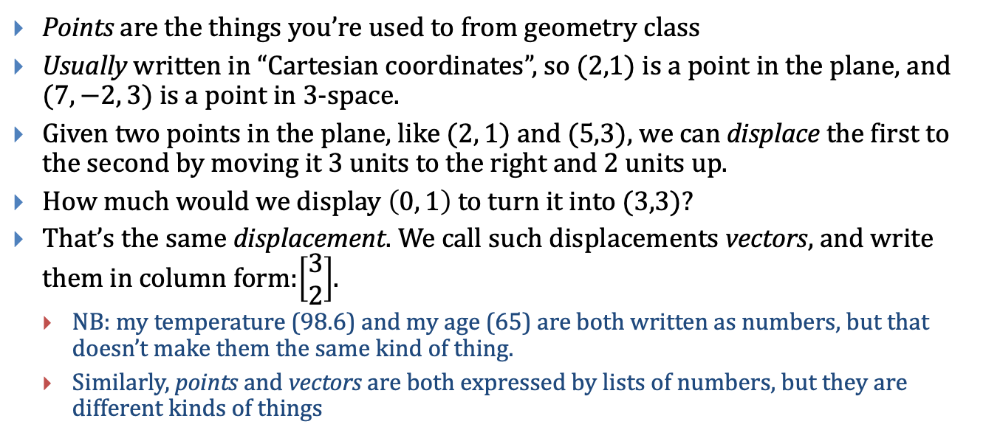 Points are the things you’re used to from geometry class
Usually written in “Cartesian coordinates”, so (2,1) is a point in the plane, and
(7, −2, 3) is a point in 3-space.
Given two points in the plane, like (2, 1) and (5,3), we can displace the first to
the second by moving it 3 units to the right and 2 units up.
How much would we display (0, 1) to turn it into (3,3)?
That’s the same displacement. We call such displacements vectors, and write
them in column form: [3 2].
NB: my temperature (98.6) and my age (65) are both written as numbers, but that
doesn’t make them the same kind of thing.
Similarly, points and vectors are both expressed by lists of numbers, but they are
different kinds of things